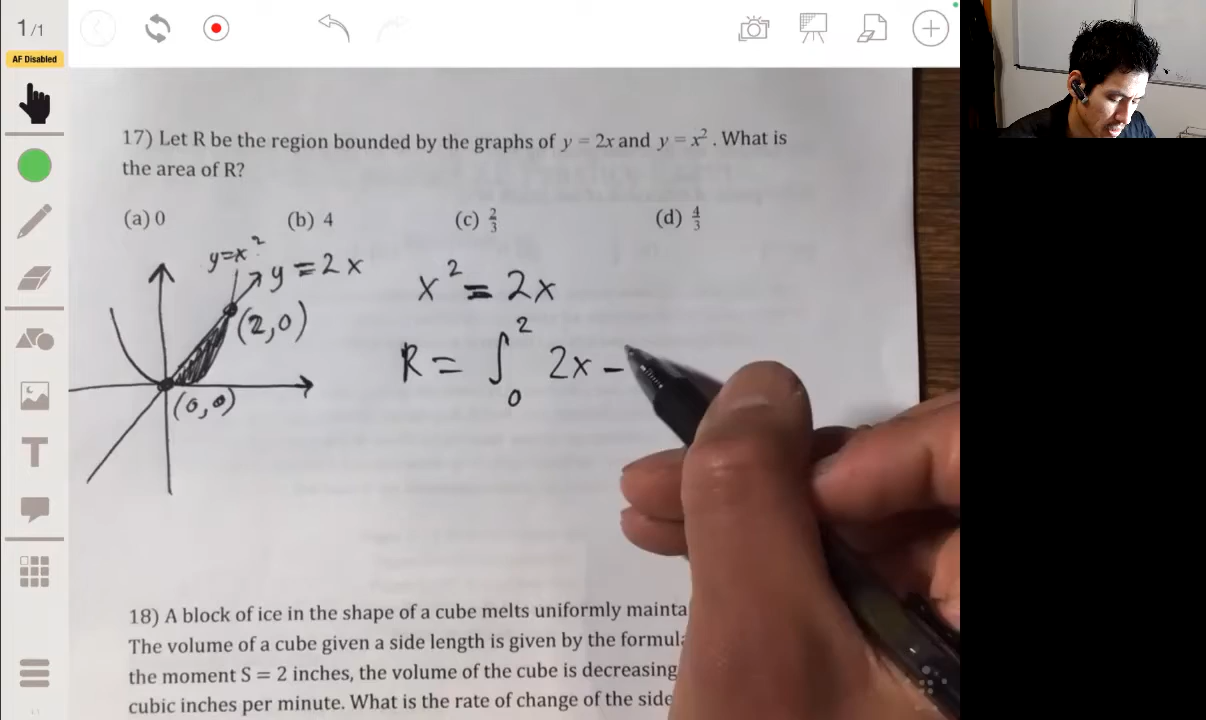 1/1
AF Disabled
17) Let R be the region bounded by the graphs of y = 2x and y = x². What is
the area of R?
(a) 0 (b) 4 (c) 2/3 (d) 4/3
y=x²
y=2x
(2,0)
(0,0)
x² = 2x
R = ∫₀² 2x -
T
18) A block of ice in the shape of a cube melts uniformly mainta
The volume of a cube given a side length is given by the formul
the moment S = 2 inches, the volume of the cube is decreasing
cubic inches per minute. What is the rate of change of the side